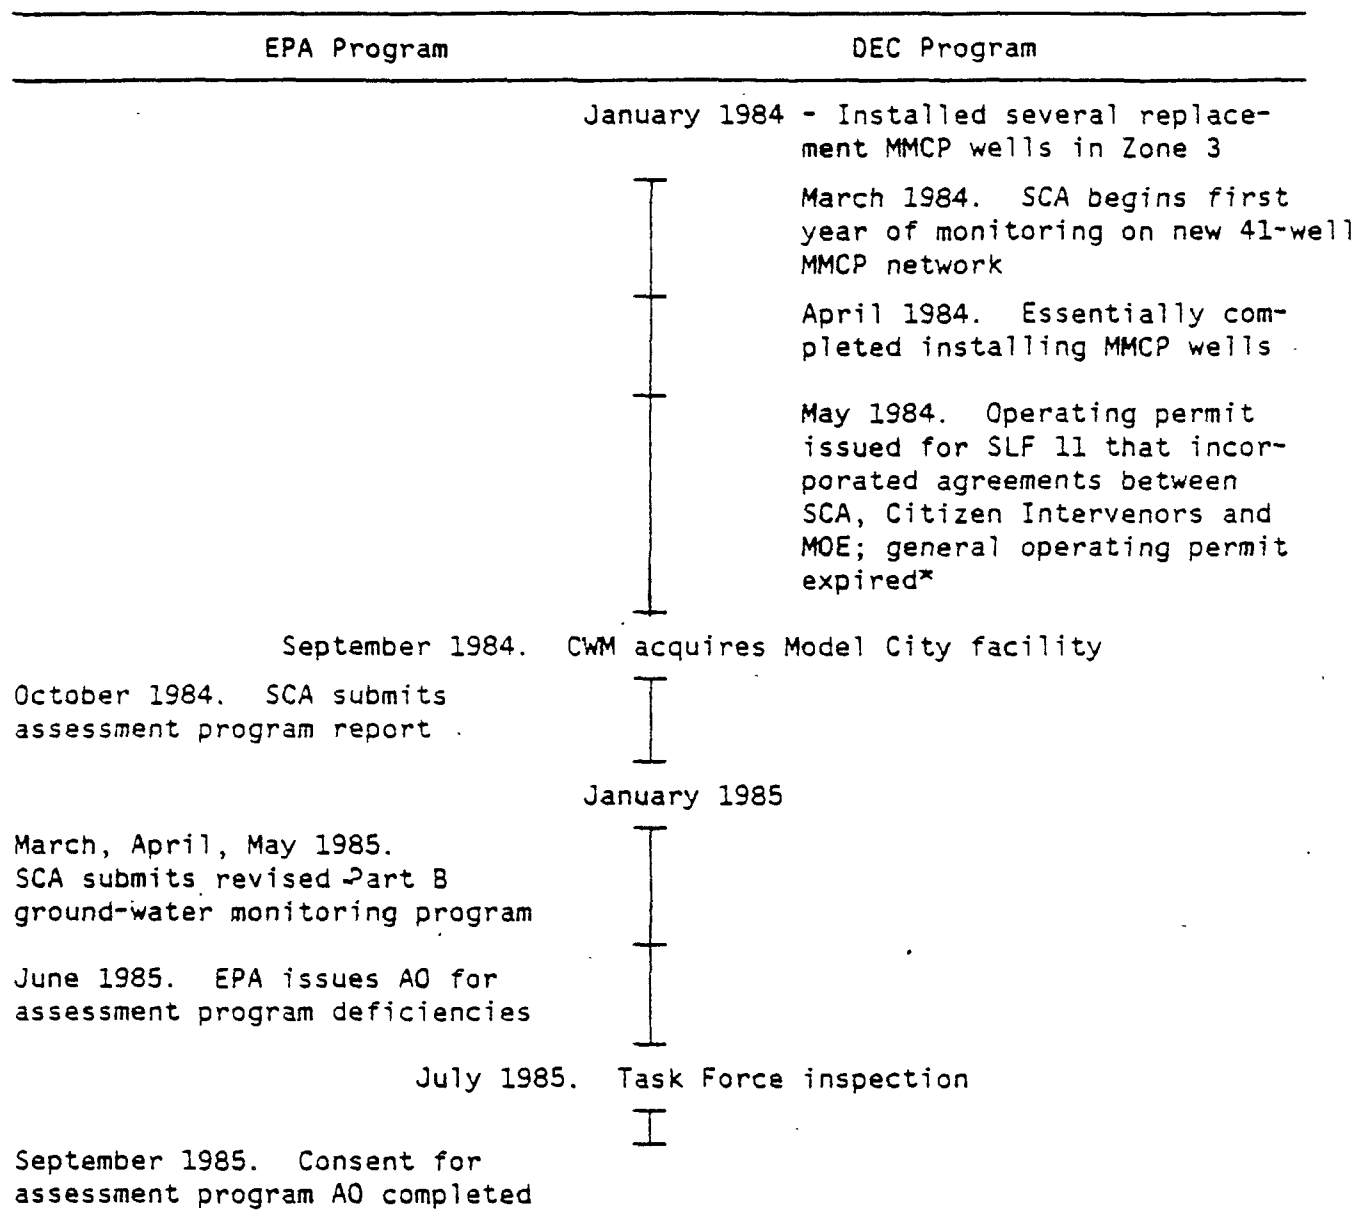 EPA Program
DEC Program
January 1984 - Installed several replace-
ment MMCP wells in Zone 3
March 1984. SCA begins first
year of monitoring on new 41-well
MMCP network
April 1984. Essentially com-
pleted installing MMCP wells
May 1984. Operating permit
issued for SLF 11 that incor-
porated agreements between
SCA, Citizen Intervenors and
MOE; general operating permit
expired*
September 1984. CWM acquires Model City facility
October 1984. SCA submits
assessment program report
January 1985
March, April, May 1985.
SCA submits revised Part B
ground-water monitoring program
June 1985. EPA issues AO for
assessment program deficiencies
July 1985. Task Force inspection
September 1985. Consent for
assessment program AO completed